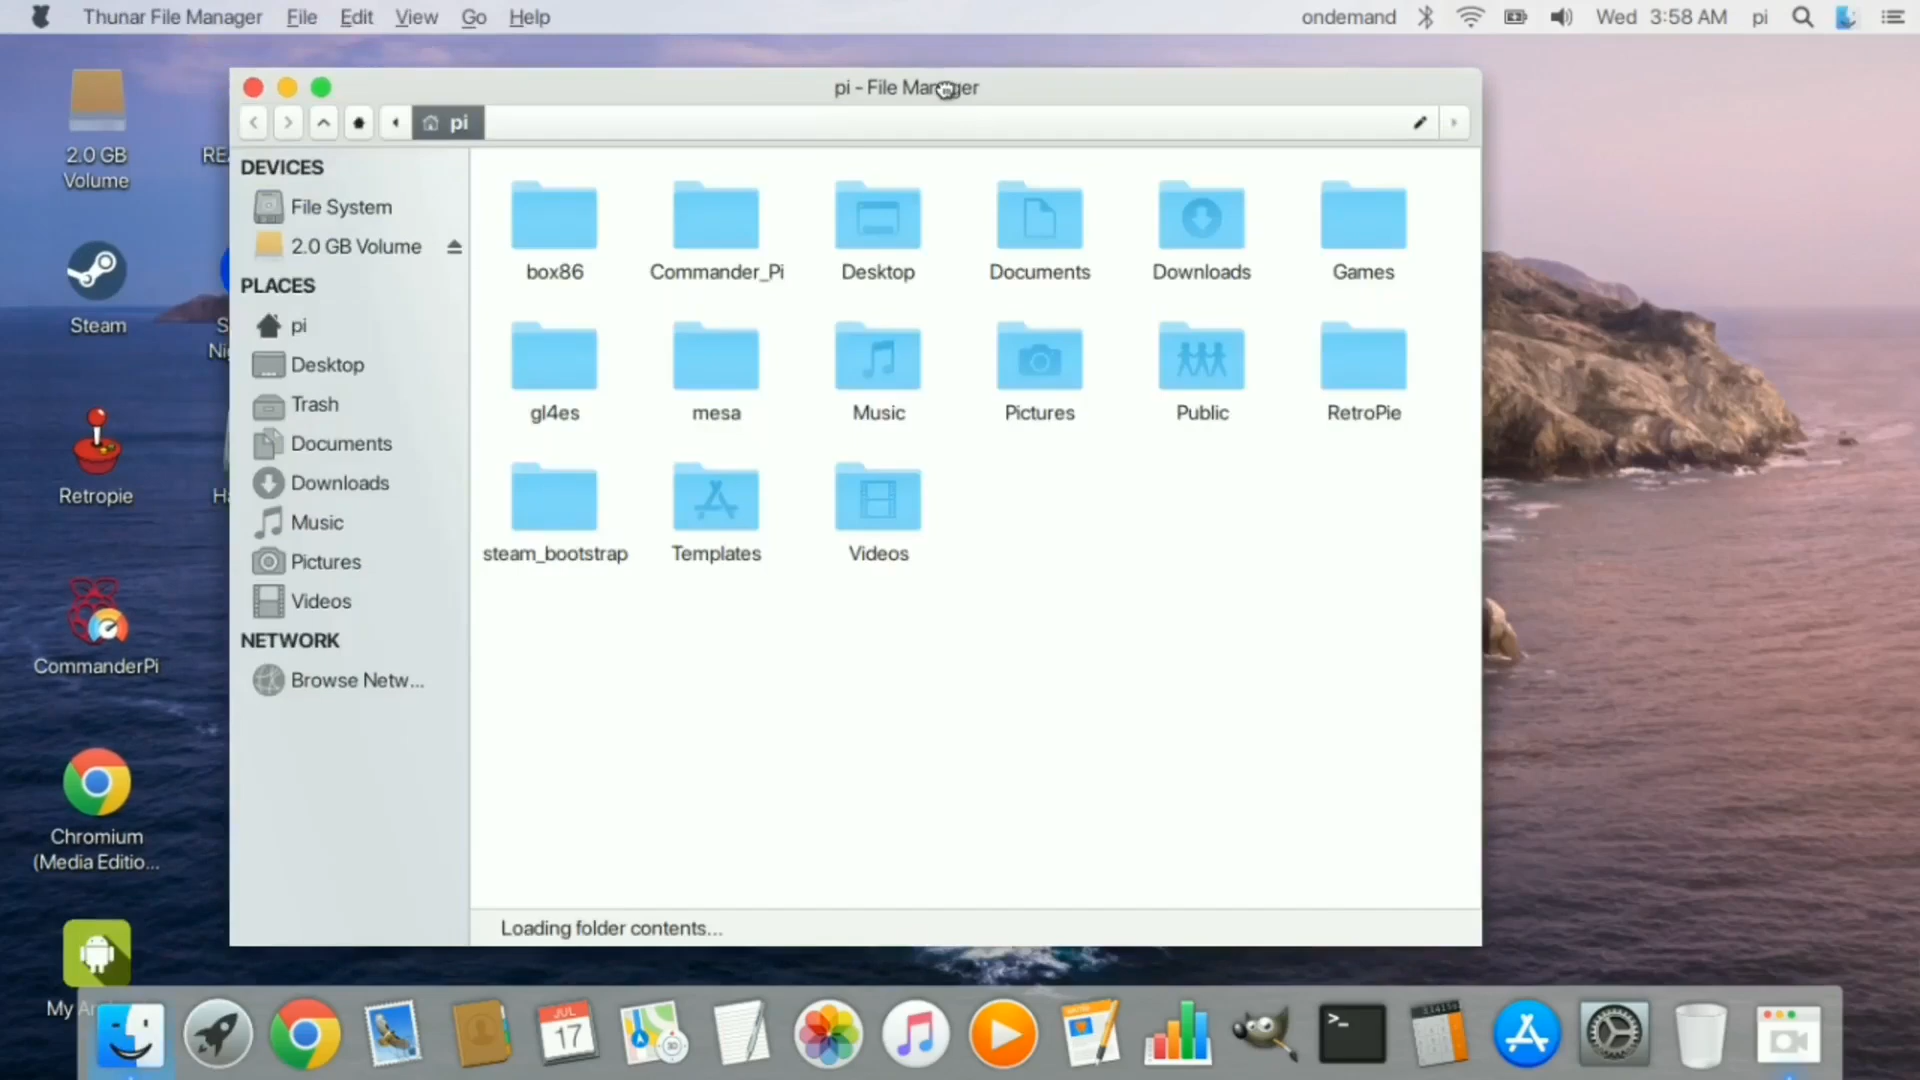 Thunar File Manager File Edit View Go Help
ondemand Wed 3:58 AM pi
pi - File Manager
pi
DEVICES
File System
2.0 GB Volume
PLACES
pi
Desktop
Trash
Documents
Downloads
Music
Pictures
Videos
NETWORK
Browse Netw...
box86
Commander_Pi
Desktop
Documents
Downloads
Games
gl4es
mesa
Music
Pictures
Public
RetroPie
steam_bootstrap
Templates
Videos
Loading folder contents...
2.0 GB
Volume
Steam
Retropie
CommanderPi
Chromium
(Media Editio...
My
JUL
17
3D
>_